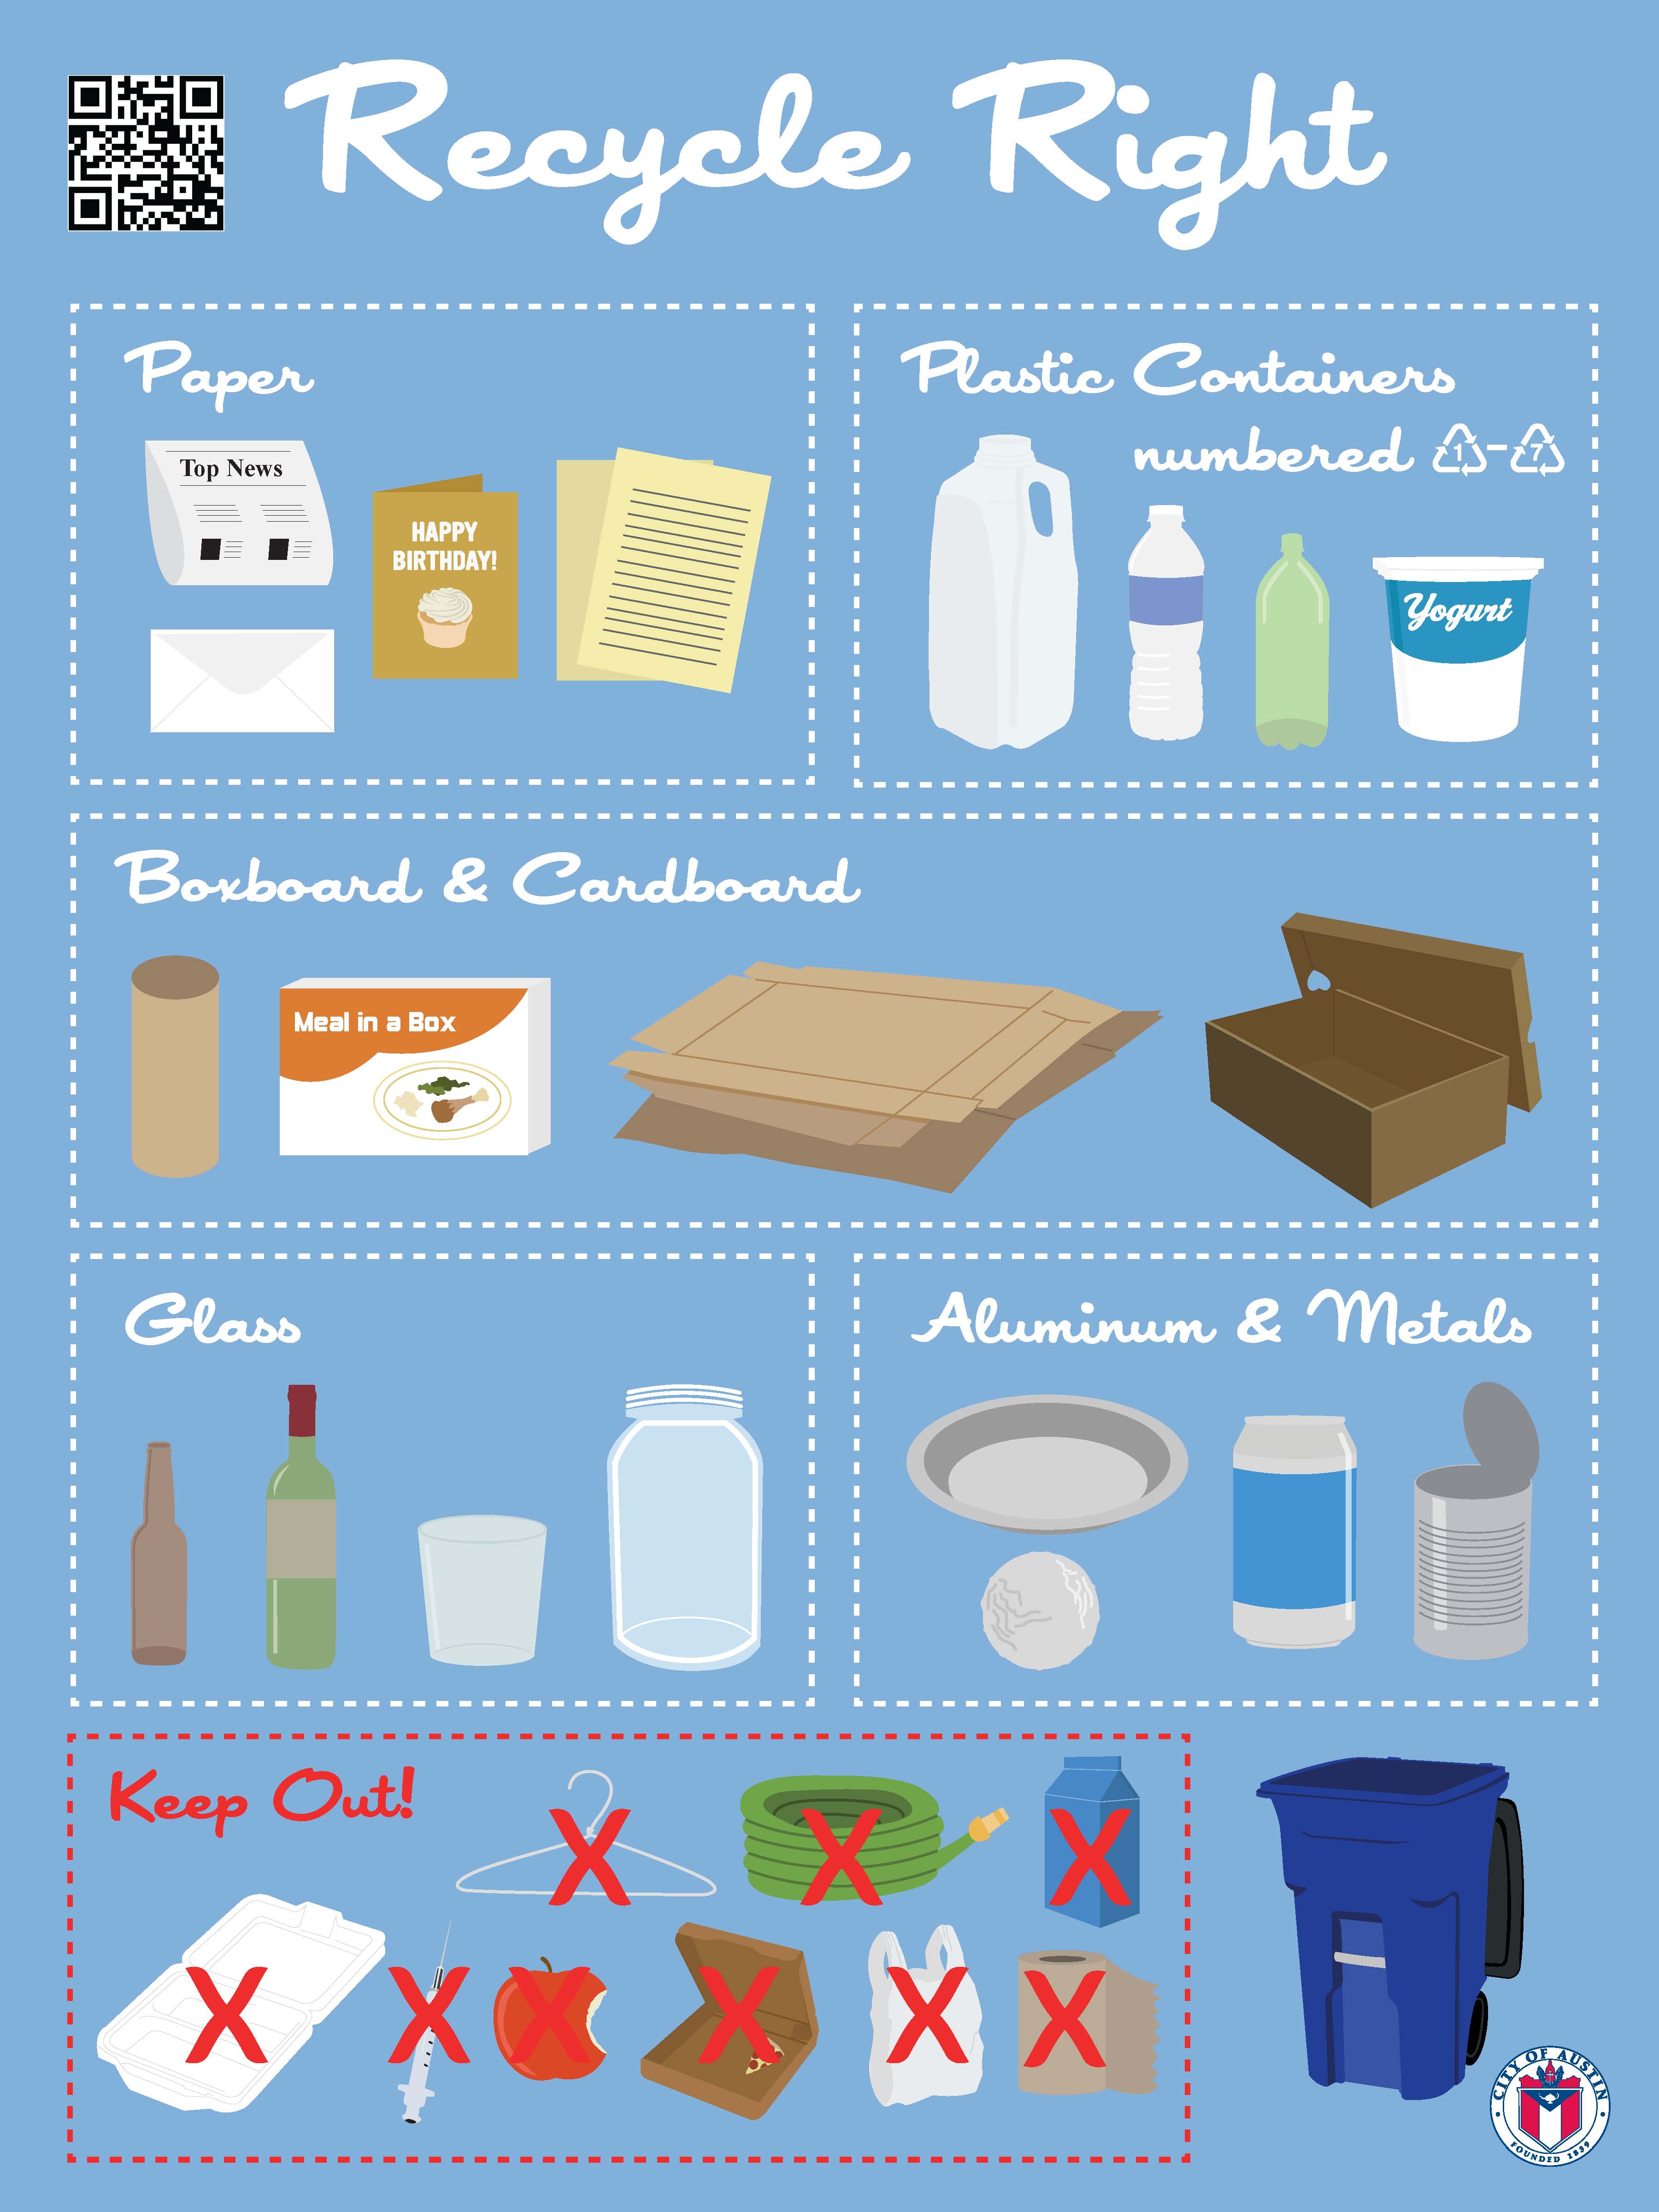 Recycle Right
Paper
Top News
HAPPY
BIRTHDAY!
Plastic Containers
numbered 1-7
Yogurt
Boxboard & Cardboard
Meal in a Box
Glass
Aluminum & Metals
Keep Out!
X
X
X
X
X
X
X
X
X
CITY OF AUSTIN
FOUNDED 1839